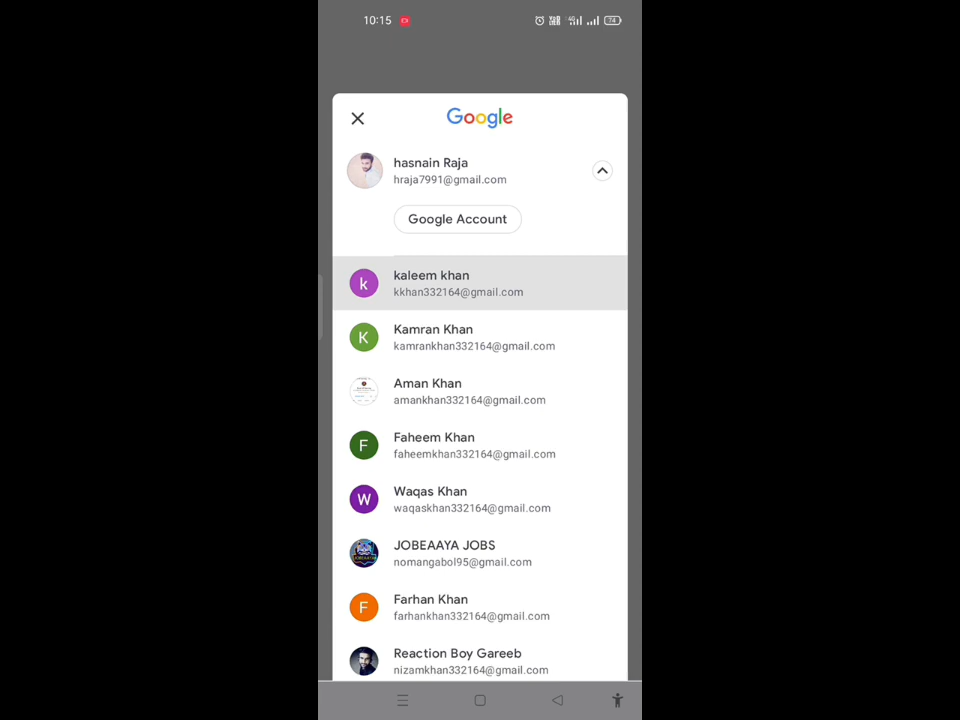 10:15
74
Google
hasnain Raja
hraja7991@gmail.com
Google Account
k
kaleem khan
kkhan332164@gmail.com
K
Kamran Khan
kamrankhan332164@gmail.com
Aman Khan
amankhan332164@gmail.com
F
Faheem Khan
faheemkhan332164@gmail.com
W
Waqas Khan
waqaskhan332164@gmail.com
JOBEAAYA JOBS
nomangabol95@gmail.com
F
Farhan Khan
farhankhan332164@gmail.com
Reaction Boy Gareeb
nizamkhan332164@gmail.com